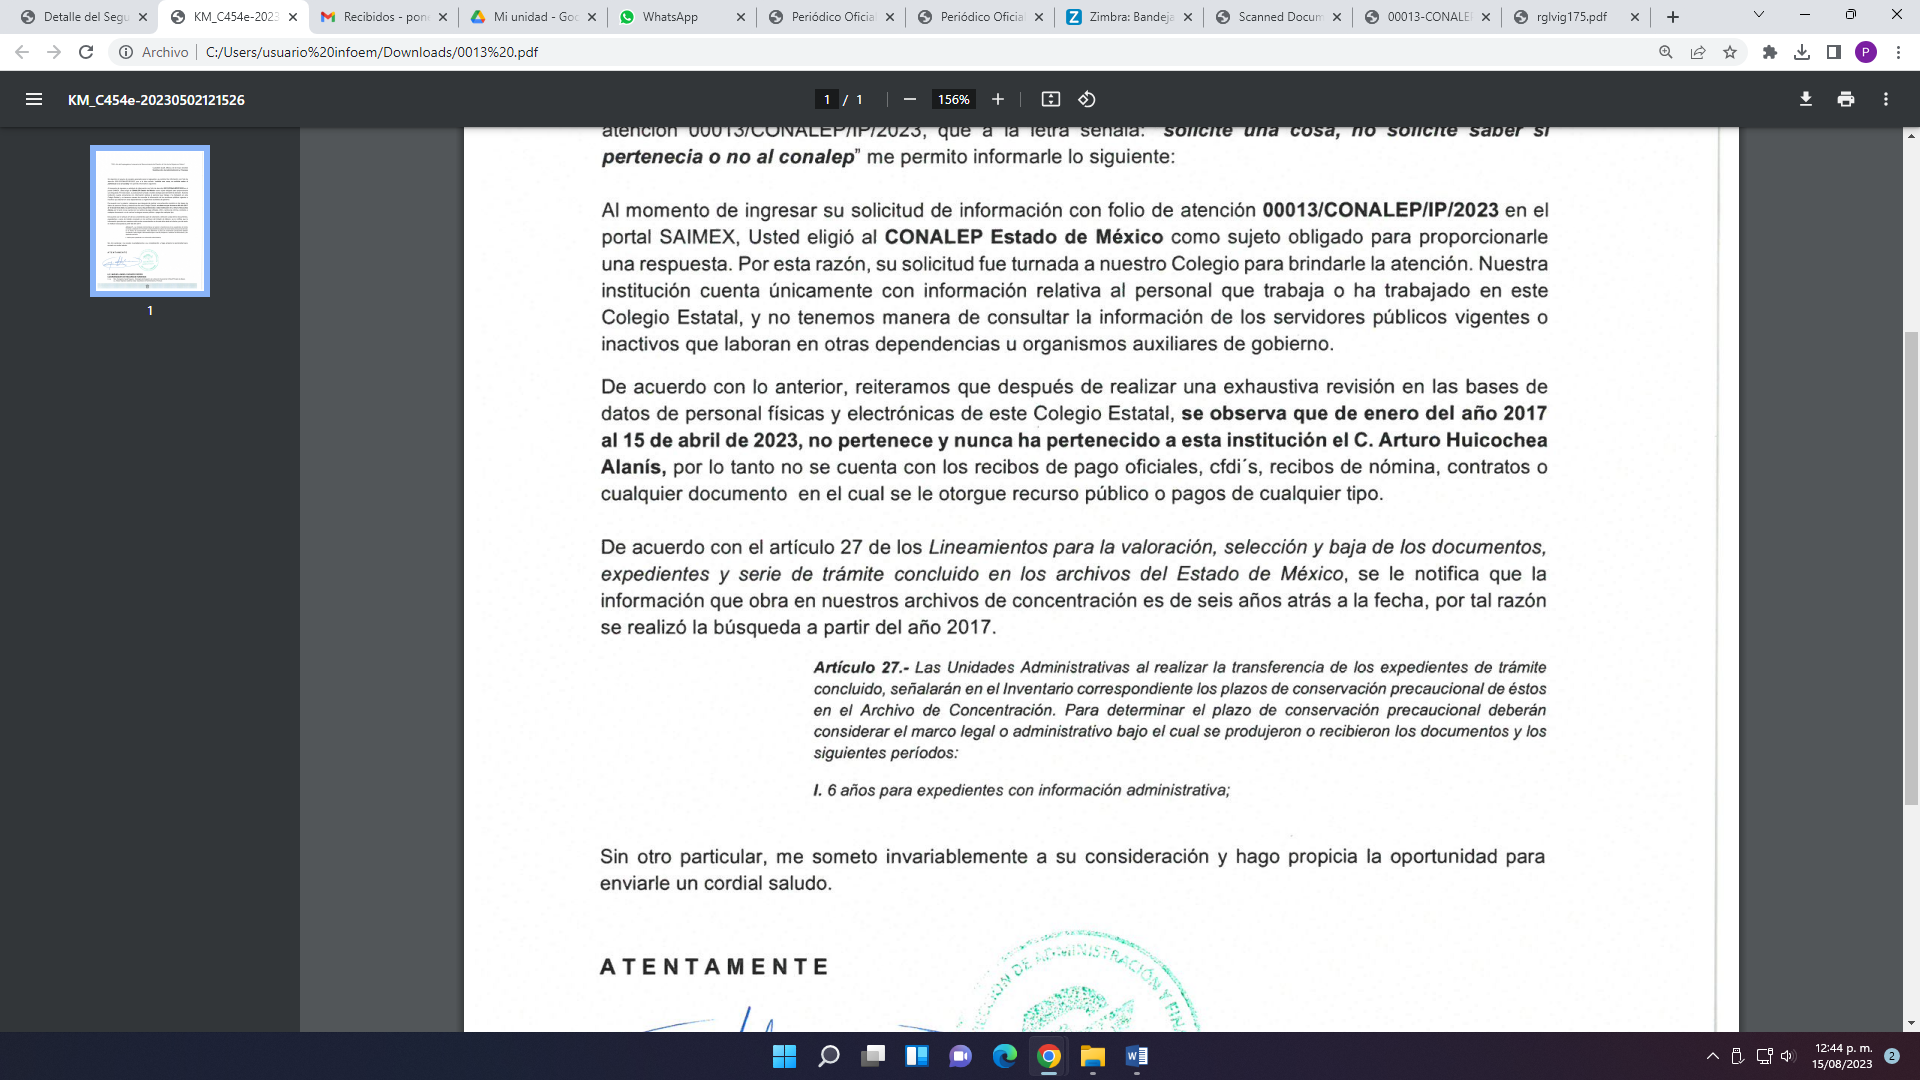 Detalle del Segu
KM_C454e-2023
Recibidos - pone
Mi unidad - Goo
WhatsApp
Periódico Oficial
Periódico Oficial
Zimbra: Bandeja
Scanned Docum
00013-CONALEP
rglvig175.pdf
Archivo
C:/Users/usuario%20infoem/Downloads/0013%20.pdf
P
KM_C454e-20230502121526
1 / 1
156%
1
atención 00013/CONALEP/IP/2023, que a la letra señala: "solicite una cosa, no solicite saber si
pertenecia o no al conalep" me permito informarle lo siguiente:
Al momento de ingresar su solicitud de información con folio de atención 00013/CONALEP/IP/2023 en el
portal SAIMEX, Usted eligió al CONALEP Estado de México como sujeto obligado para proporcionarle
una respuesta. Por esta razón, su solicitud fue turnada a nuestro Colegio para brindarle la atención. Nuestra
institución cuenta únicamente con información relativa al personal que trabaja o ha trabajado en este
Colegio Estatal, y no tenemos manera de consultar la información de los servidores públicos vigentes o
inactivos que laboran en otras dependencias u organismos auxiliares de gobierno.
De acuerdo con lo anterior, reiteramos que después de realizar una exhaustiva revisión en las bases de
datos de personal físicas y electrónicas de este Colegio Estatal, se observa que de enero del año 2017
al 15 de abril de 2023, no pertenece y nunca ha pertenecido a esta institución el C. Arturo Huicochea
Alanís, por lo tanto no se cuenta con los recibos de pago oficiales, cfdi´s, recibos de nómina, contratos o
cualquier documento en el cual se le otorgue recurso público o pagos de cualquier tipo.
De acuerdo con el artículo 27 de los Lineamientos para la valoración, selección y baja de los documentos,
expedientes y serie de trámite concluido en los archivos del Estado de México, se le notifica que la
información que obra en nuestros archivos de concentración es de seis años atrás a la fecha, por tal razón
se realizó la búsqueda a partir del año 2017.
Artículo 27.- Las Unidades Administrativas al realizar la transferencia de los expedientes de trámite
concluido, señalarán en el Inventario correspondiente los plazos de conservación precaucional de éstos
en el Archivo de Concentración. Para determinar el plazo de conservación precaucional deberán
considerar el marco legal o administrativo bajo el cual se produjeron o recibieron los documentos y los
siguientes períodos:
I. 6 años para expedientes con información administrativa;
Sin otro particular, me someto invariablemente a su consideración y hago propicia la oportunidad para
enviarle un cordial saludo.
ATENTAMENTE
DE ADMINISTRACIÓN Y
12:44 p. m.
15/08/2023
2